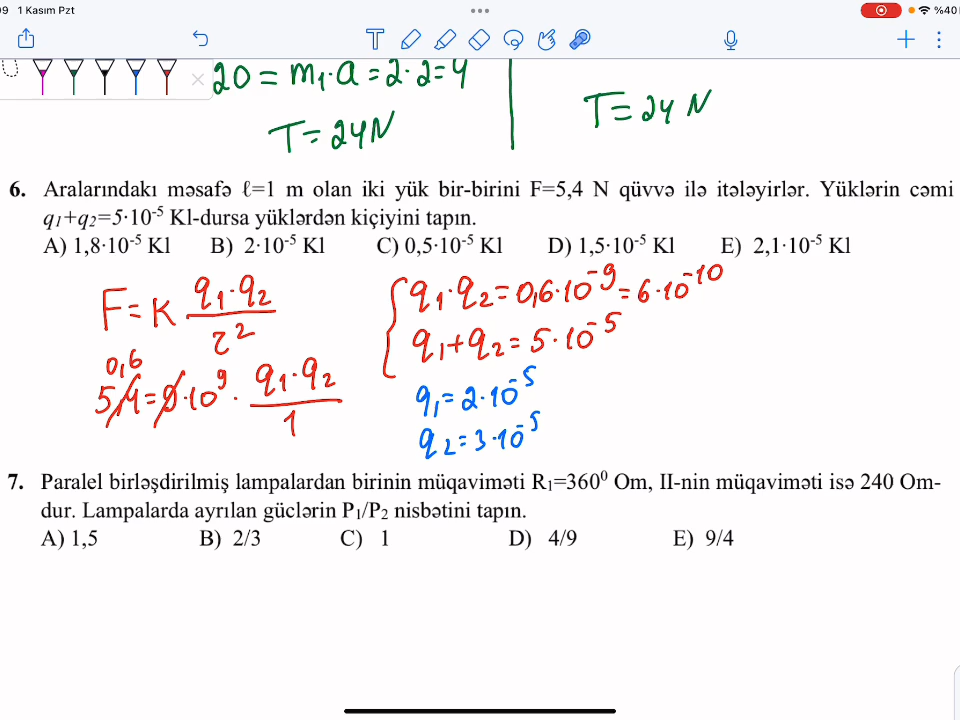 9 1 Kasım Pzt %40
20 = m₁·a = 2·2=4
T=24N
T=24 N
6. Aralarındakı məsafə ℓ=1 m olan iki yük bir-birini F=5,4 N qüvvə ilə itələyirlər. Yüklərin cəmi
q₁+q₂=5·10⁻⁵ Kl-dursa yüklərdən kiçiyini tapın.
A) 1,8·10⁻⁵ Kl B) 2·10⁻⁵ Kl C) 0,5·10⁻⁵ Kl D) 1,5·10⁻⁵ Kl E) 2,1·10⁻⁵ Kl
F=K q₁·q₂/r²
0,6
5,4=9·10⁹· q₁·q₂/1
q₁·q₂=0,6·10⁻⁹=6·10⁻¹⁰
q₁+q₂=5·10⁻⁵
q₁=2·10⁻⁵
q₂=3·10⁻⁵
7. Paralel birləşdirilmiş lampalardan birinin müqaviməti R₁=360⁰ Om, II-nin müqaviməti isə 240 Om-
dur. Lampalarda ayrılan güclərin P₁/P₂ nisbətini tapın.
A) 1,5 B) 2/3 C) 1 D) 4/9 E) 9/4